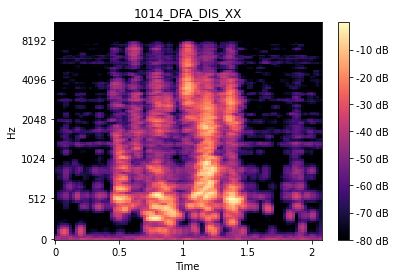 1014_DFA_DIS_XX
8192
4096
2048
1024
512
0
Hz
0
0.5
1
1.5
2
Time
-10 dB
-20 dB
-30 dB
-40 dB
-50 dB
-60 dB
-70 dB
-80 dB